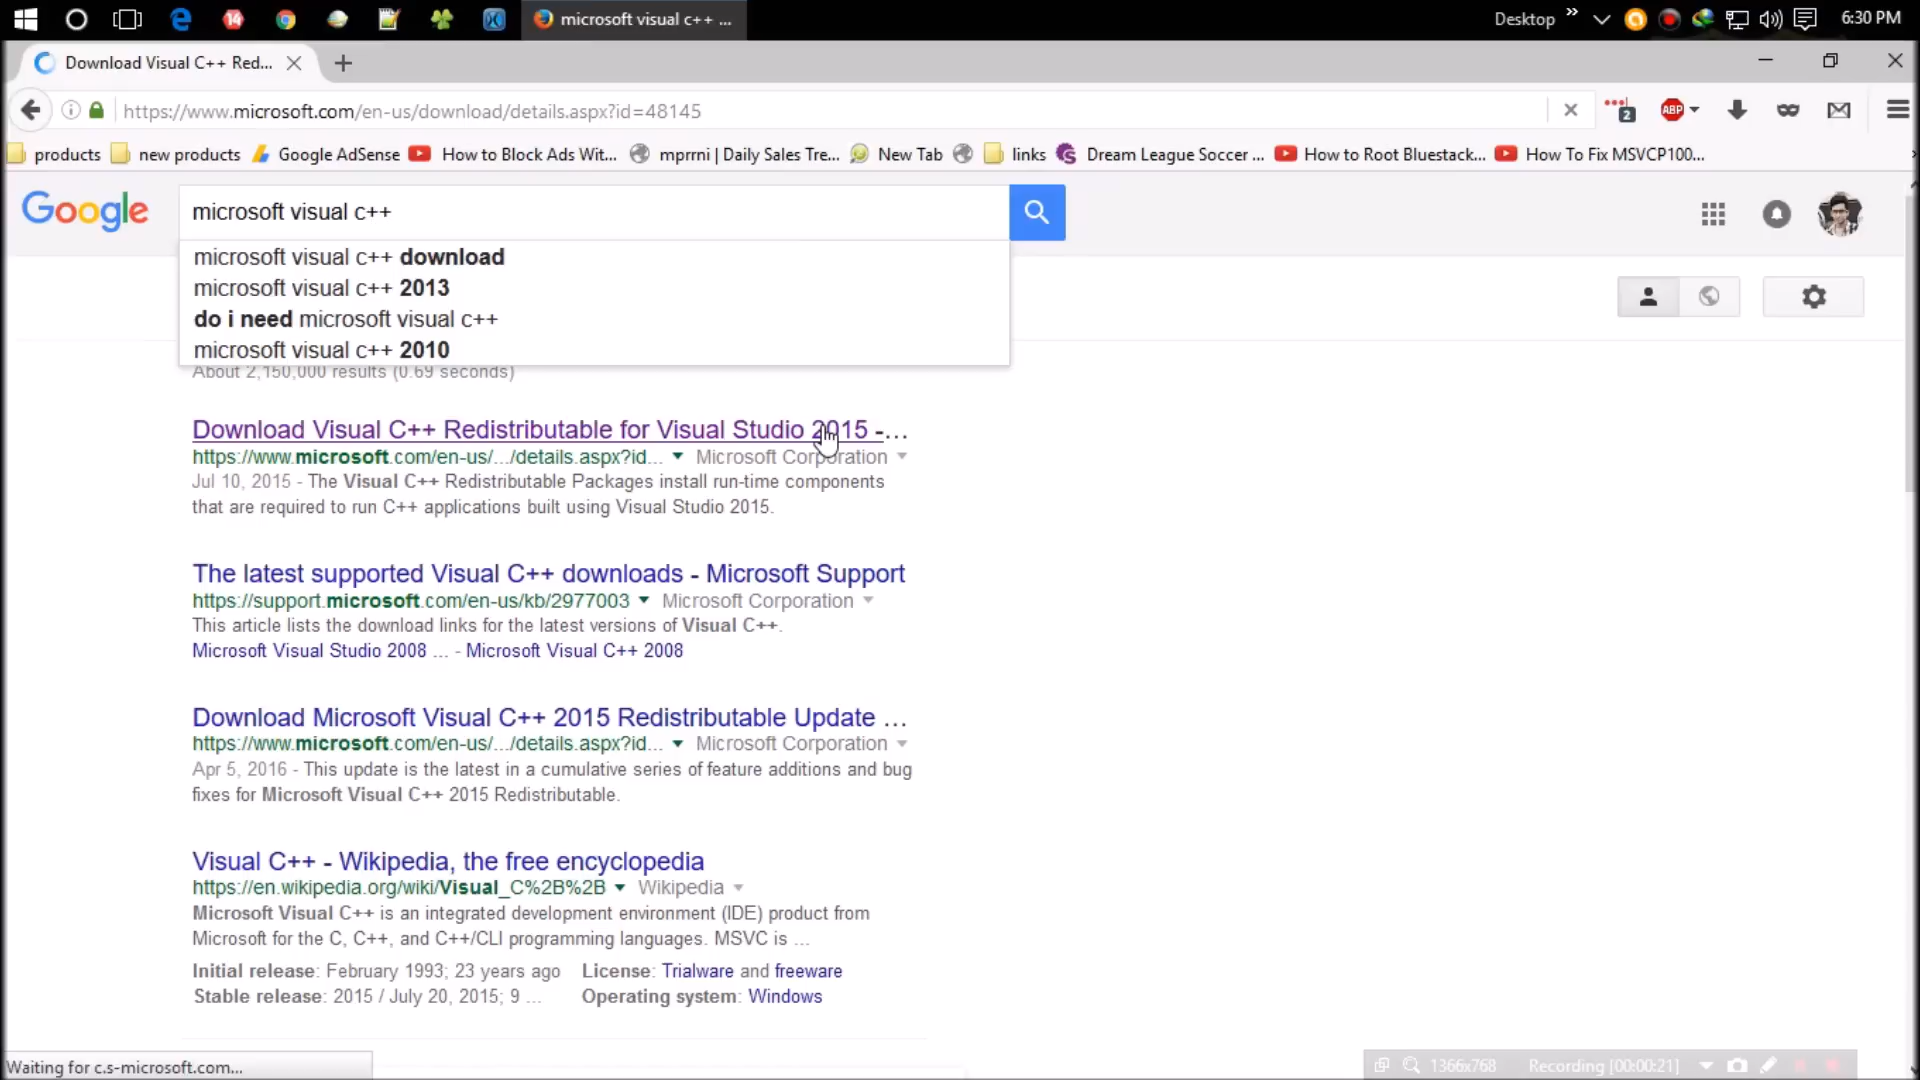 14
microsoft visual c++ ...
Desktop
»
6:30 PM
Download Visual C++ Red...
https://www.microsoft.com/en-us/download/details.aspx?id=48145
2
ABP
products
new products
Google AdSense
How to Block Ads Wit...
mprrni | Daily Sales Tre...
New Tab
links
Dream League Soccer ...
How to Root Bluestack...
How To Fix MSVCP100...
Google
microsoft visual c++
microsoft visual c++ download
microsoft visual c++ 2013
do i need microsoft visual c++
microsoft visual c++ 2010
About 2,150,000 results (0.69 seconds)
Download Visual C++ Redistributable for Visual Studio 2015 -...
https://www.microsoft.com/en-us/.../details.aspx?id... Microsoft Corporation
Jul 10, 2015 - The Visual C++ Redistributable Packages install run-time components
that are required to run C++ applications built using Visual Studio 2015.
The latest supported Visual C++ downloads - Microsoft Support
https://support.microsoft.com/en-us/kb/2977003 Microsoft Corporation
This article lists the download links for the latest versions of Visual C++.
Microsoft Visual Studio 2008 ... - Microsoft Visual C++ 2008
Download Microsoft Visual C++ 2015 Redistributable Update ...
https://www.microsoft.com/en-us/.../details.aspx?id... Microsoft Corporation
Apr 5, 2016 - This update is the latest in a cumulative series of feature additions and bug
fixes for Microsoft Visual C++ 2015 Redistributable.
Visual C++ - Wikipedia, the free encyclopedia
https://en.wikipedia.org/wiki/Visual_C%2B%2B Wikipedia
Microsoft Visual C++ is an integrated development environment (IDE) product from
Microsoft for the C, C++, and C++/CLI programming languages. MSVC is ...
Initial release: February 1993; 23 years ago License: Trialware and freeware
Stable release: 2015 / July 20, 2015; 9 ... Operating system: Windows
Waiting for c.s-microsoft.com...
1366x768
Recording [00:00:21]